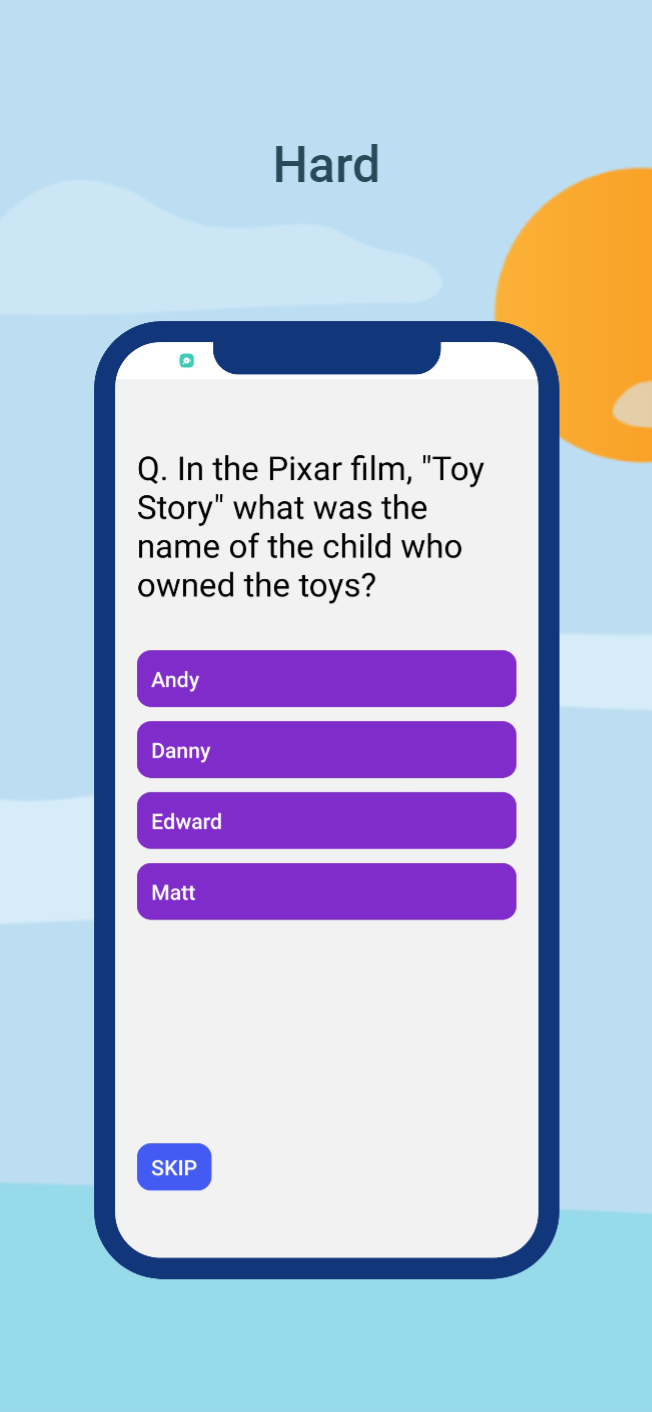 Hard
Q. In the Pixar film, "Toy
Story" what was the
name of the child who
owned the toys?
Andy
Danny
Edward
Matt
SKIP